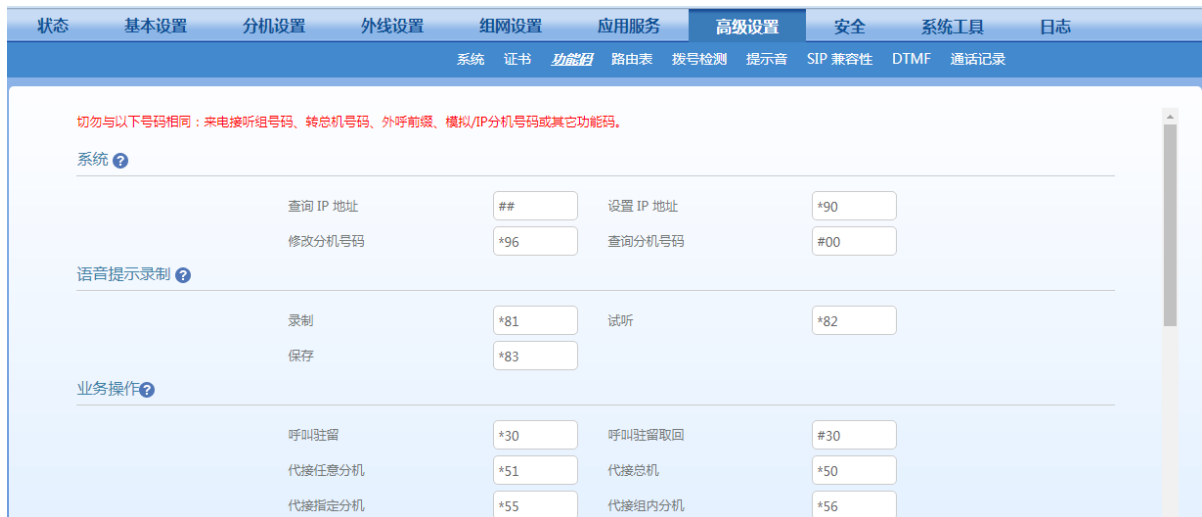 状态 基本设置 分机设置 外线设置 组网设置 应用服务 高级设置 安全 系统工具 日志
系统 证书 功能码 路由表 拨号检测 提示音 SIP 兼容性 DTMF 通话记录
切勿与以下号码相同：来电接听组号码、转总机号码、外呼前缀、模拟/IP分机号码或其它功能码。
系统 ?
查询 IP 地址 ## 设置 IP 地址 *90
修改分机号码 *96 查询分机号码 #00
语音提示录制 ?
录制 *81 试听 *82
保存 *83
业务操作 ?
呼叫驻留 *30 呼叫驻留取回 #30
代接任意分机 *51 代接总机 *50
代接指定分机 *55 代接组内分机 *56